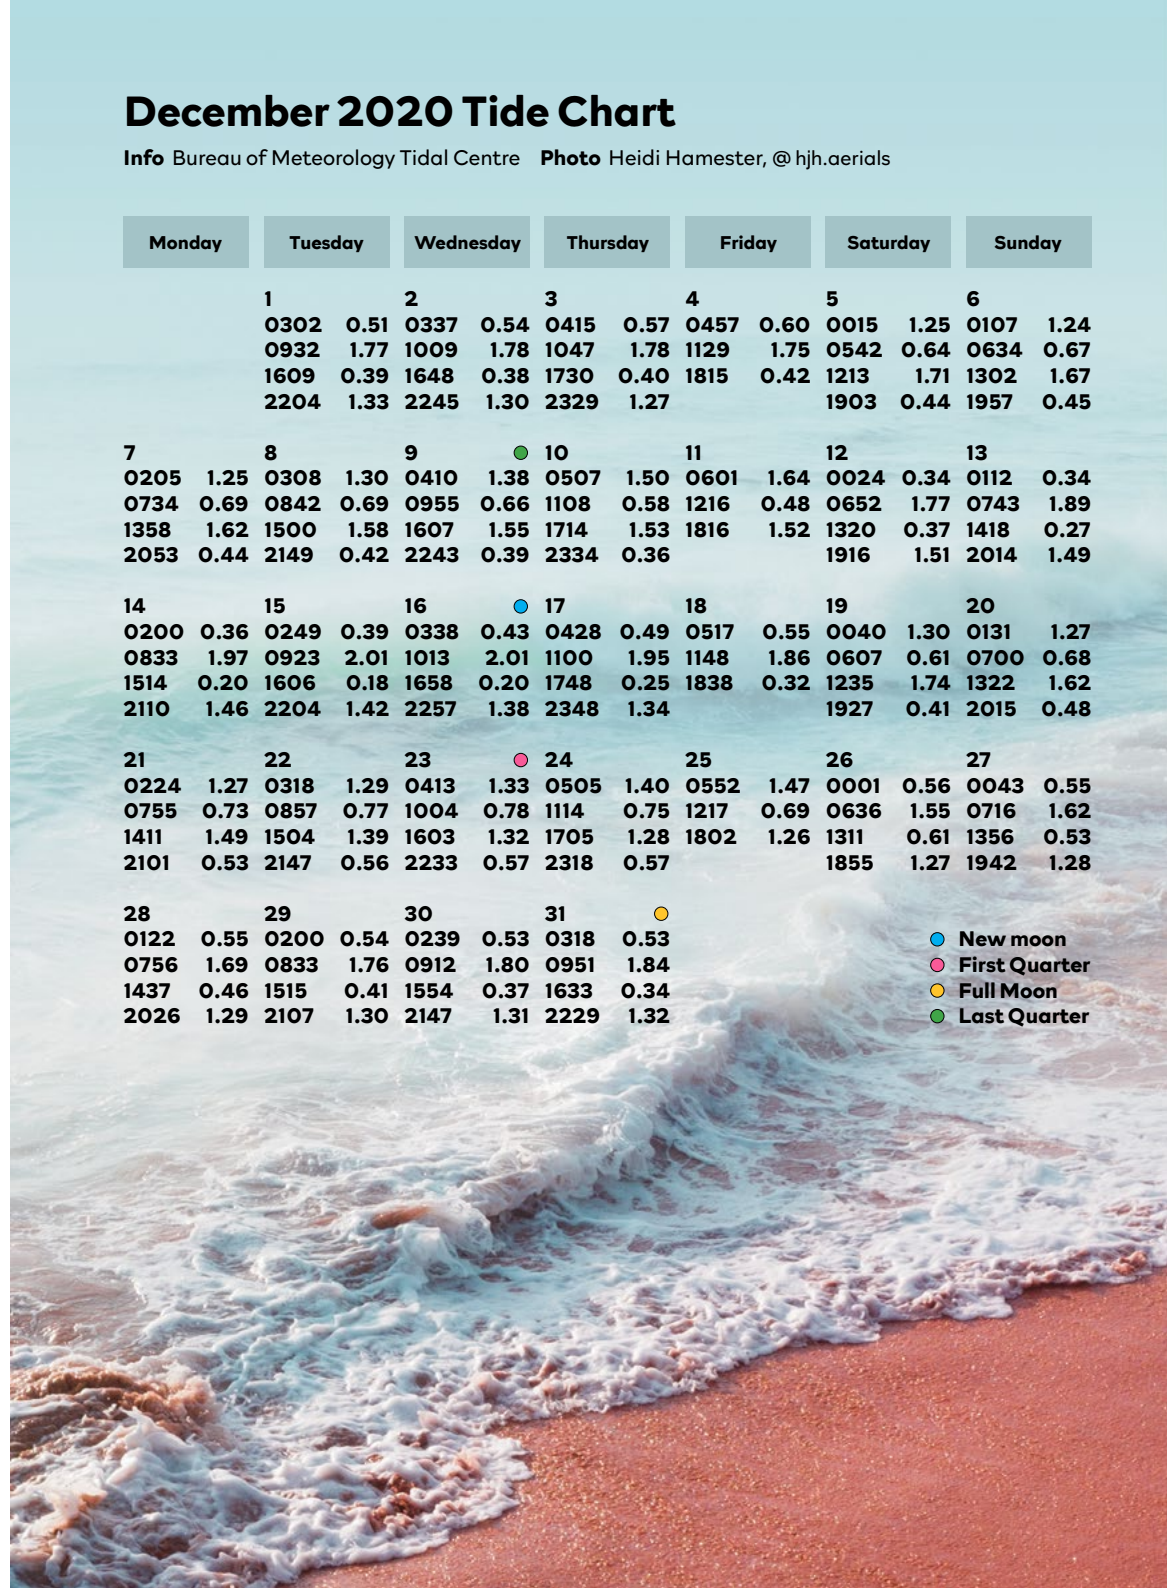 December 2020 Tide Chart
Info Bureau of Meteorology Tidal Centre Photo Heidi Hamester, @ hjh.aerials
Monday Tuesday Wednesday Thursday Friday Saturday Sunday
1 2 3 4 5 6
0302 0.51 0337 0.54 0415 0.57 0457 0.60 0015 1.25 0107 1.24
0932 1.77 1009 1.78 1047 1.78 1129 1.75 0542 0.64 0634 0.67
1609 0.39 1648 0.38 1730 0.40 1815 0.42 1213 1.71 1302 1.67
2204 1.33 2245 1.30 2329 1.27 1903 0.44 1957 0.45
7 8 9 10 11 12 13
0205 1.25 0308 1.30 0410 1.38 0507 1.50 0601 1.64 0024 0.34 0112 0.34
0734 0.69 0842 0.69 0955 0.66 1108 0.58 1216 0.48 0652 1.77 0743 1.89
1358 1.62 1500 1.58 1607 1.55 1714 1.53 1816 1.52 1320 0.37 1418 0.27
2053 0.44 2149 0.42 2243 0.39 2334 0.36 1916 1.51 2014 1.49
14 15 16 17 18 19 20
0200 0.36 0249 0.39 0338 0.43 0428 0.49 0517 0.55 0040 1.30 0131 1.27
0833 1.97 0923 2.01 1013 2.01 1100 1.95 1148 1.86 0607 0.61 0700 0.68
1514 0.20 1606 0.18 1658 0.20 1748 0.25 1838 0.32 1235 1.74 1322 1.62
2110 1.46 2204 1.42 2257 1.38 2348 1.34 1927 0.41 2015 0.48
21 22 23 24 25 26 27
0224 1.27 0318 1.29 0413 1.33 0505 1.40 0552 1.47 0001 0.56 0043 0.55
0755 0.73 0857 0.77 1004 0.78 1114 0.75 1217 0.69 0636 1.55 0716 1.62
1411 1.49 1504 1.39 1603 1.32 1705 1.28 1802 1.26 1311 0.61 1356 0.53
2101 0.53 2147 0.56 2233 0.57 2318 0.57 1855 1.27 1942 1.28
28 29 30 31
0122 0.55 0200 0.54 0239 0.53 0318 0.53 New moon
0756 1.69 0833 1.76 0912 1.80 0951 1.84 First Quarter
1437 0.46 1515 0.41 1554 0.37 1633 0.34 Full Moon
2026 1.29 2107 1.30 2147 1.31 2229 1.32 Last Quarter